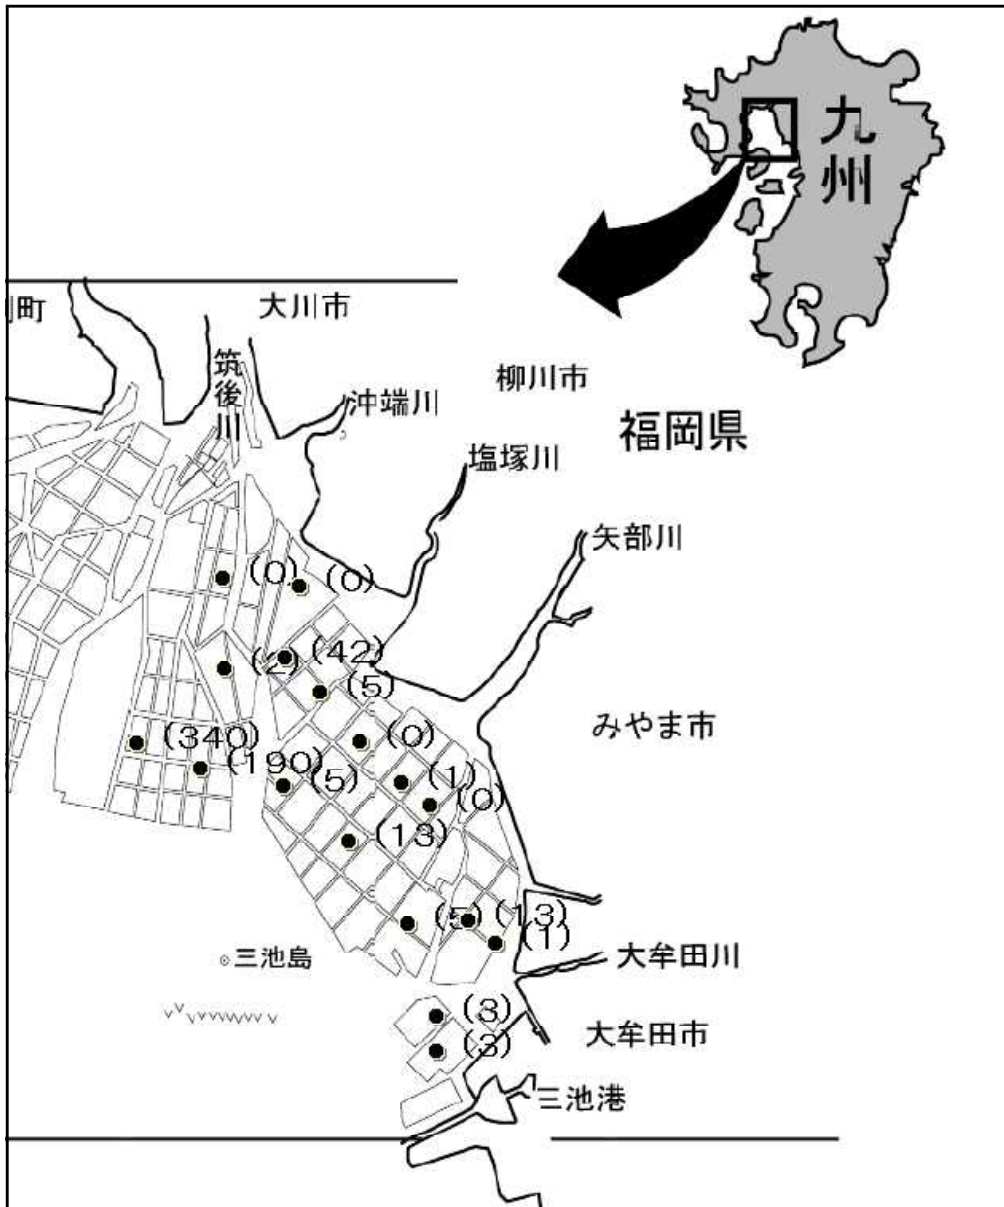 九州
町
大川市
筑後川
沖端川
柳川市
福岡県
塩塚川
矢部川
(0)
(0)
(42)
(2)
(5)
みやま市
(340)
(0)
(190)
(5)
(1)
(0)
(13)
(5)
(13)
(1)
三池島
大牟田川
(3)
大牟田市
(3)
三池港